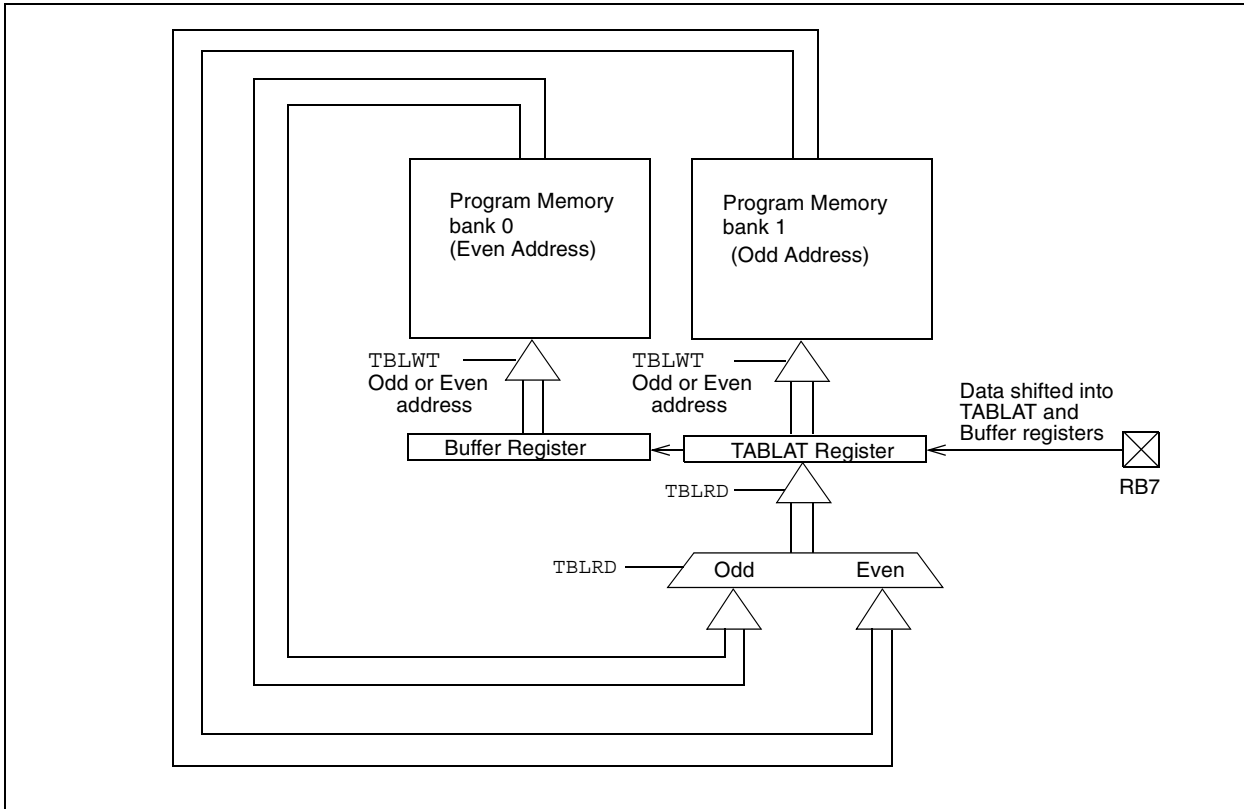 Program Memory
bank 0
(Even Address)
Program Memory
bank 1
(Odd Address)
TBLWT
Odd or Even
address
TBLWT
Odd or Even
address
Data shifted into
TABLAT and
Buffer registers
Buffer Register
TABLAT Register
RB7
TBLRD
TBLRD
Odd
Even